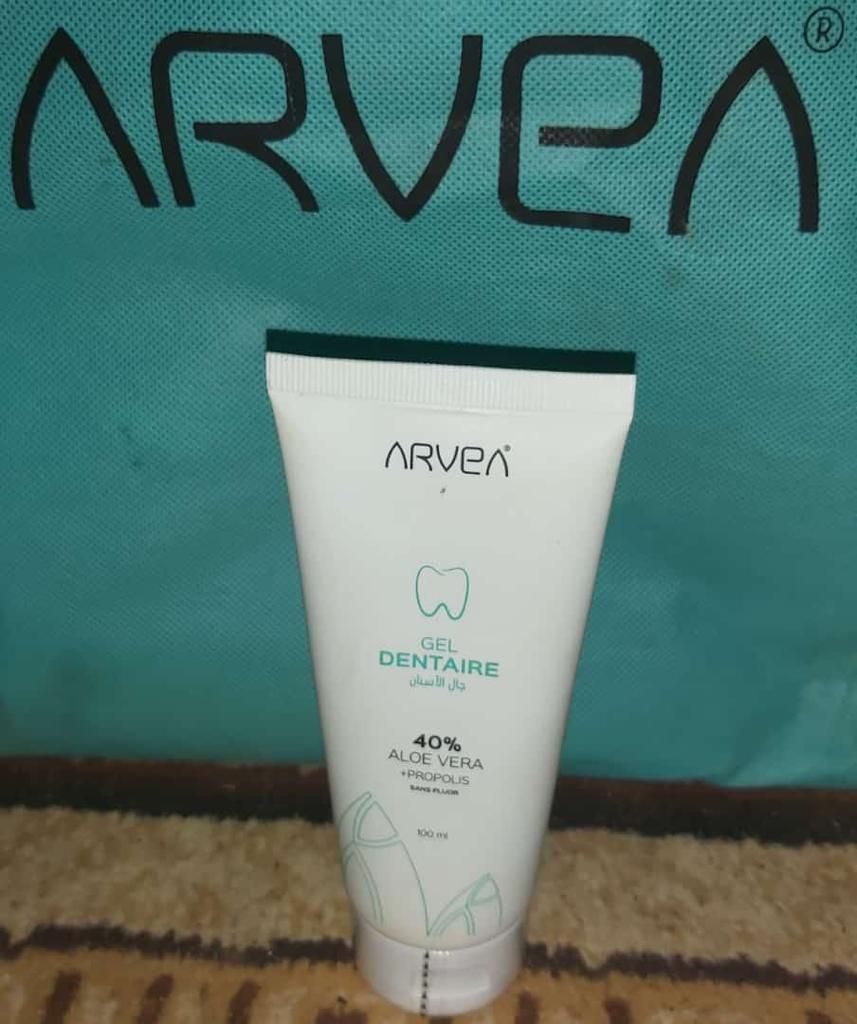 ARVEA®
ARVEA®
GEL
DENTAIRE
جال الأسنان
40%
ALOE VERA
+PROPOLIS
SANS FLUOR
100 ml